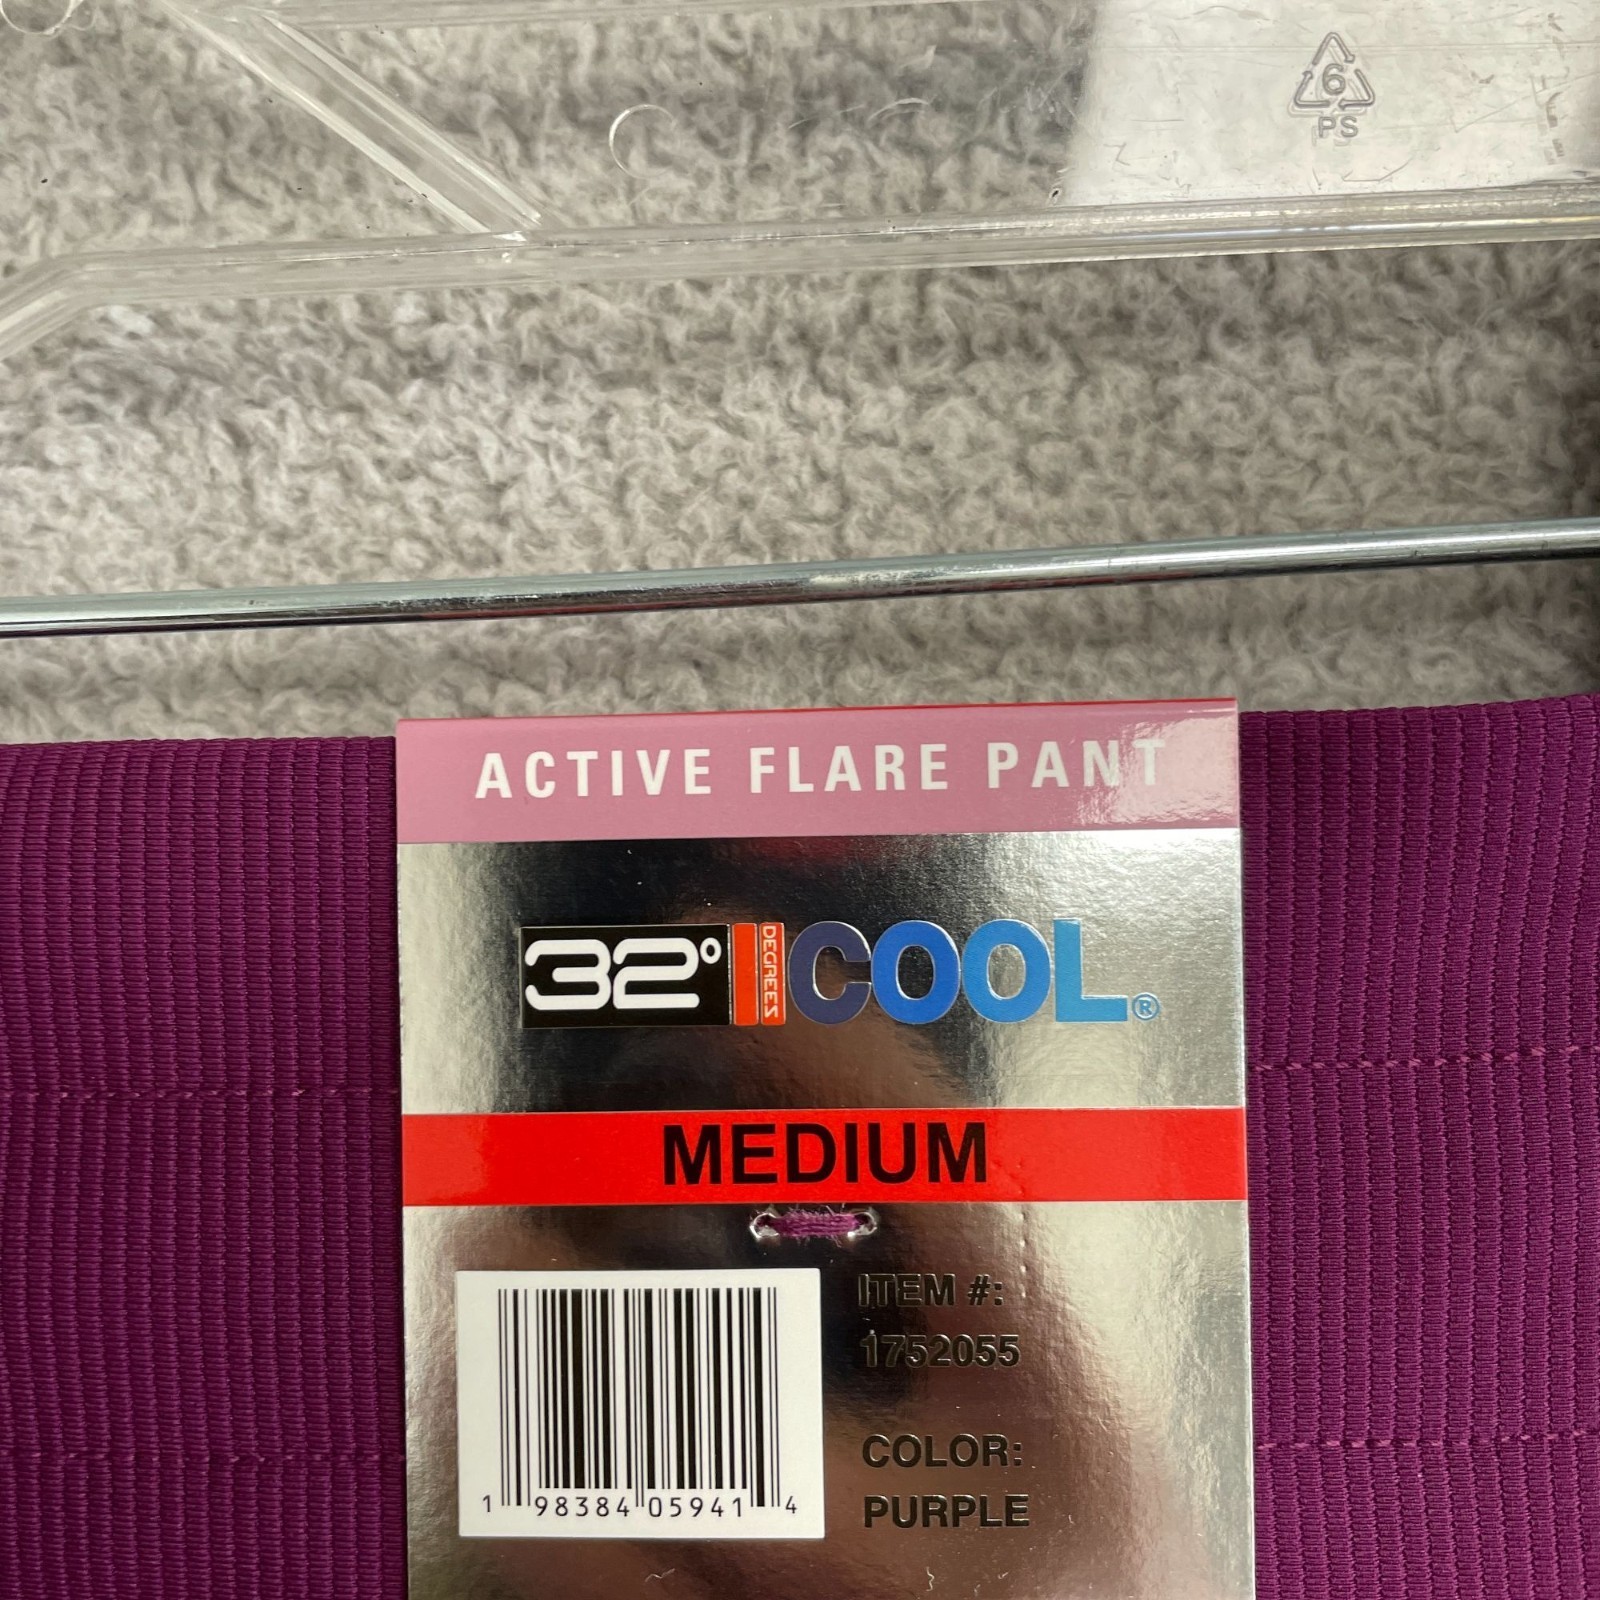 6
PS
ACTIVE FLARE PANT
32° DEGREES COOL®
MEDIUM
ITEM #:
1752055
COLOR:
PURPLE
1 98384 05941 4